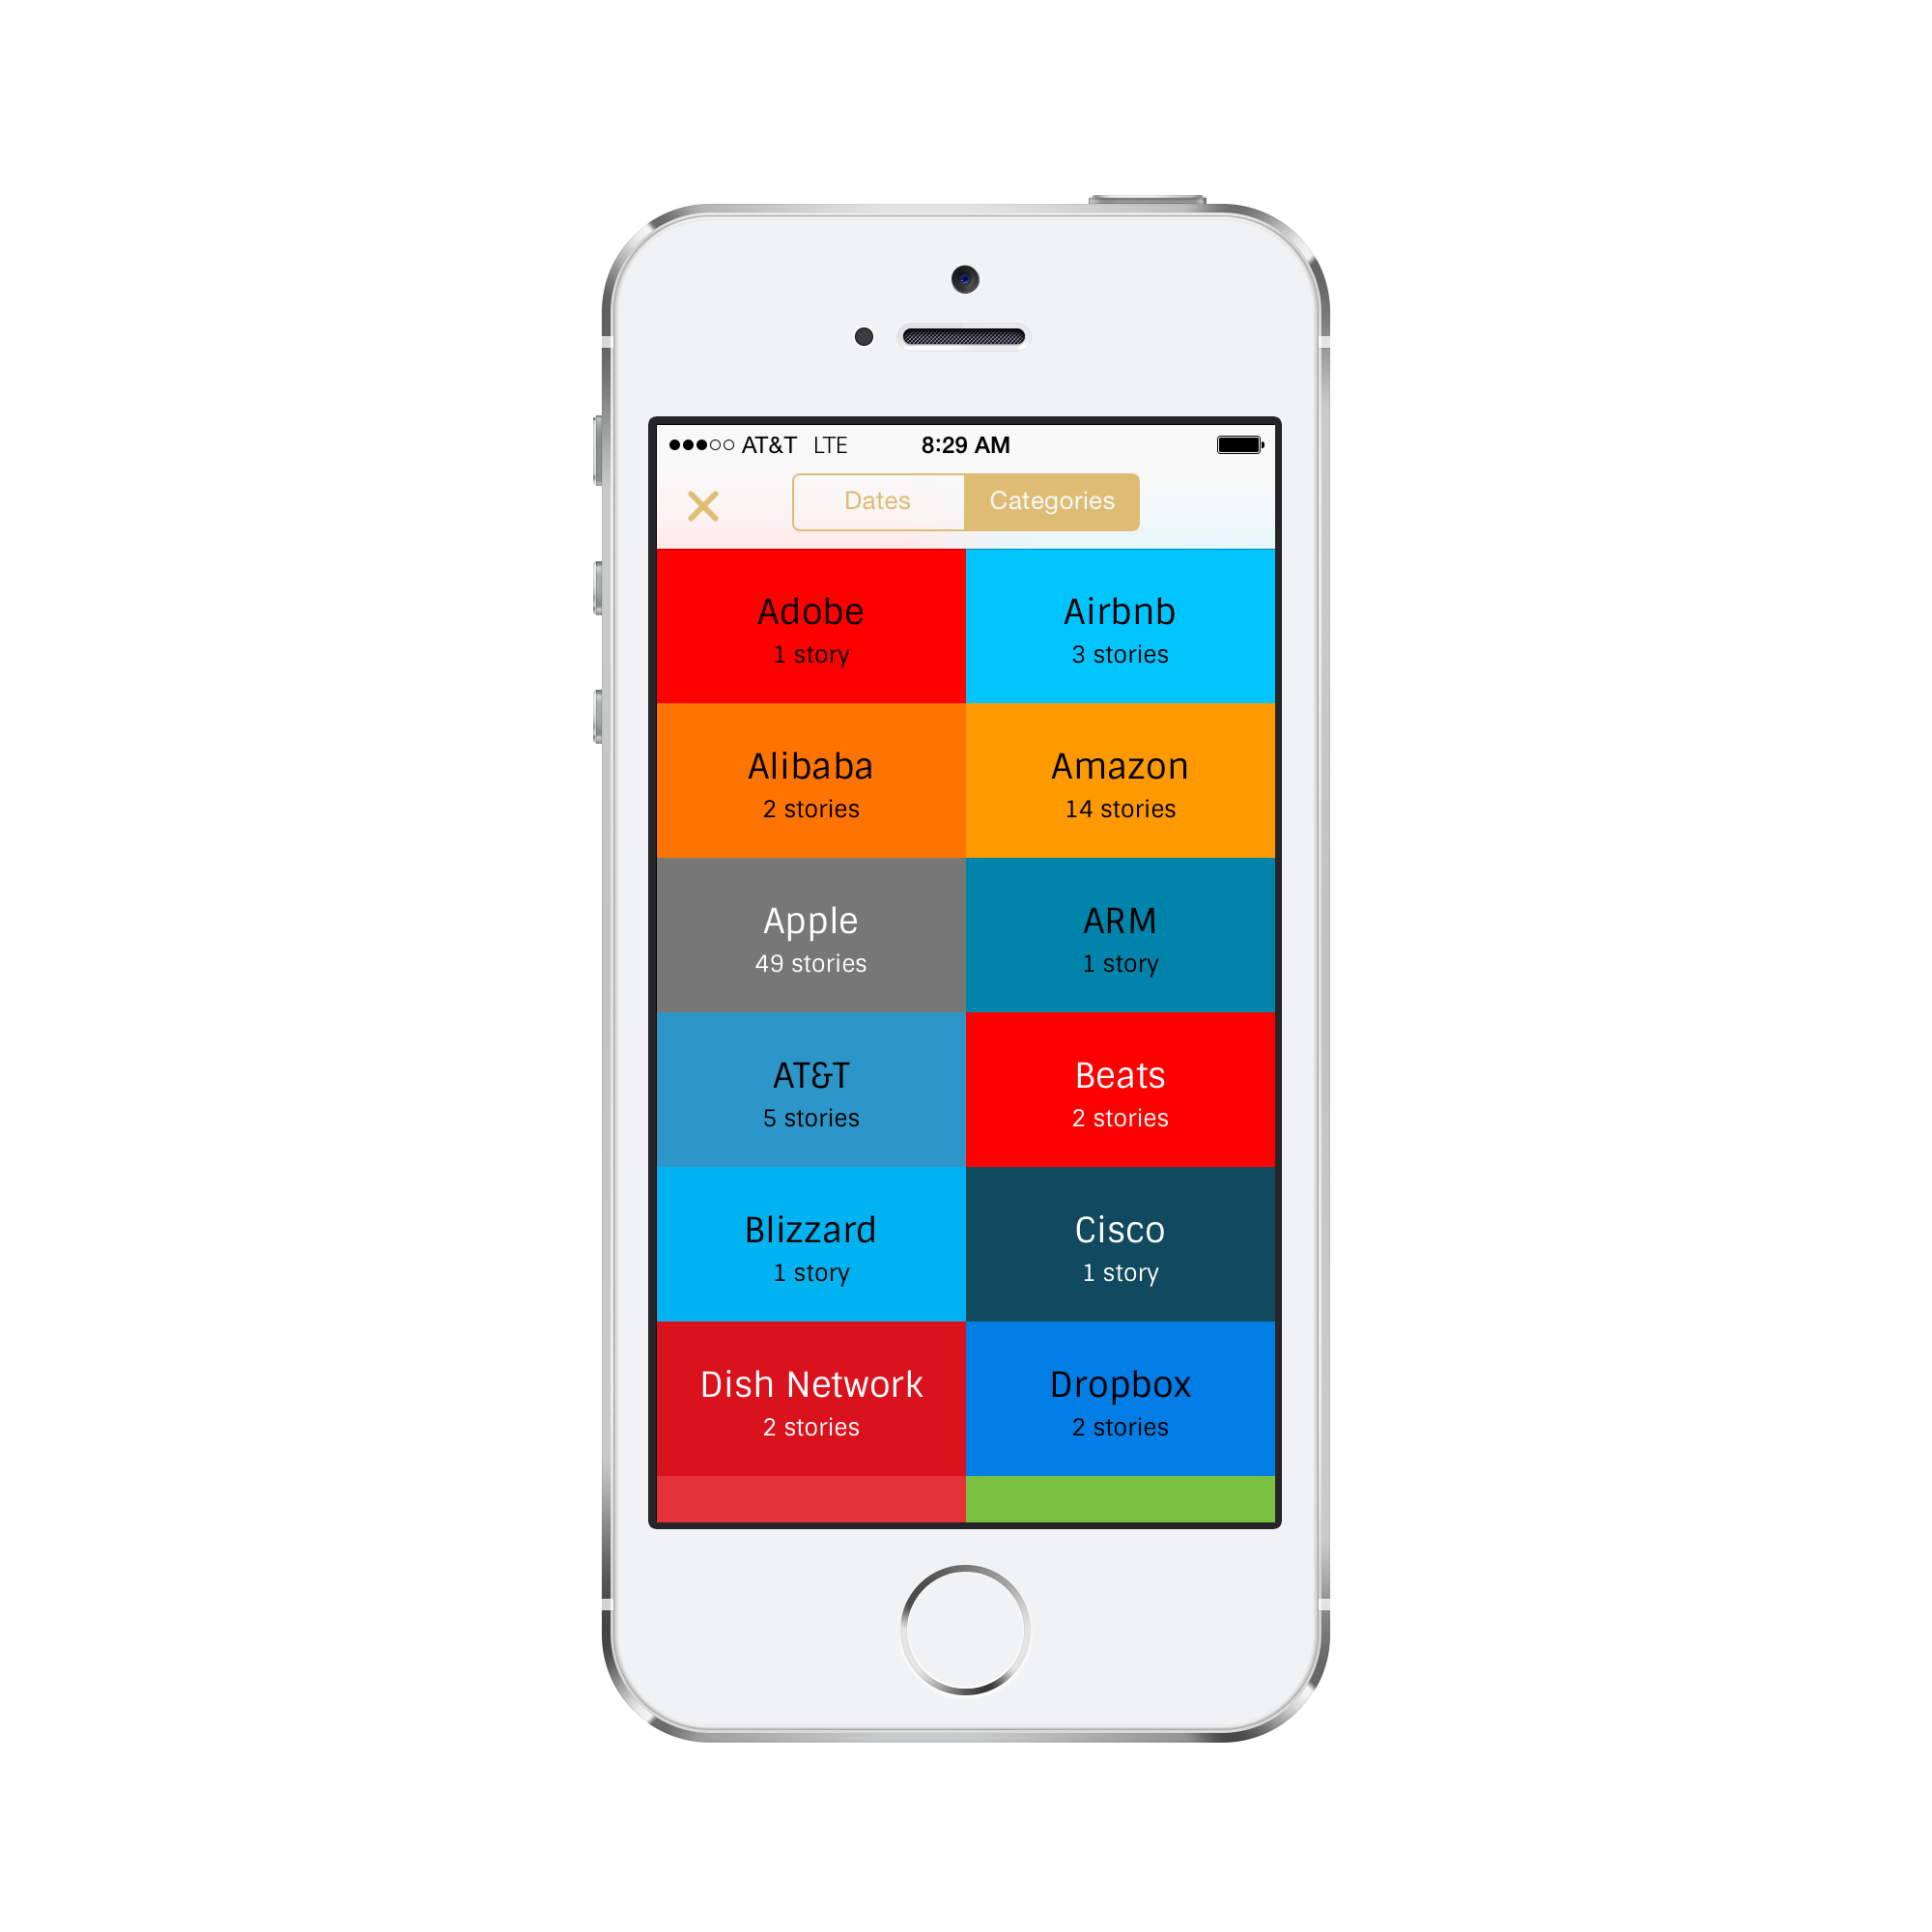 AT&T LTE 8:29 AM
Dates Categories
Adobe
1 story
Airbnb
3 stories
Alibaba
2 stories
Amazon
14 stories
Apple
49 stories
ARM
1 story
AT&T
5 stories
Beats
2 stories
Blizzard
1 story
Cisco
1 story
Dish Network
2 stories
Dropbox
2 stories